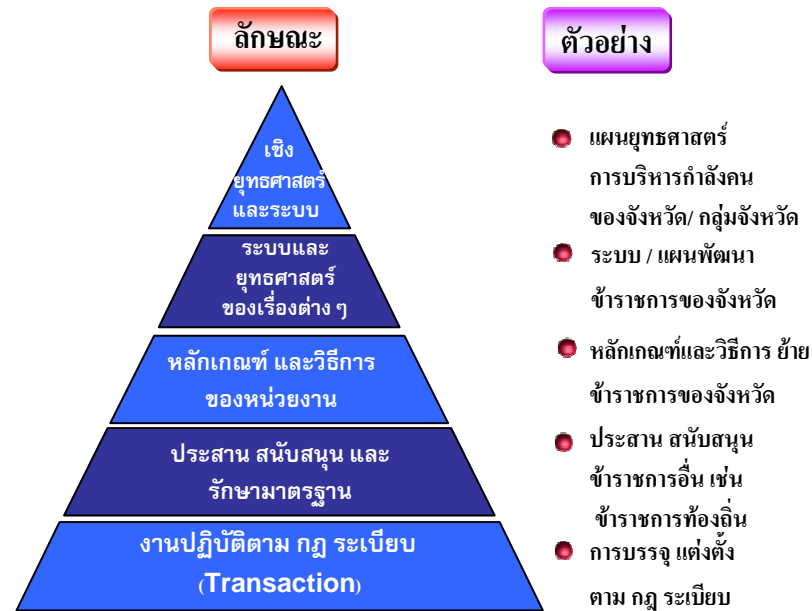 ลักษณะ
ตัวอย่าง
เชิง
ยุทธศาสตร์
และระบบ
ระบบและ
ยุทธศาสตร์
ของเรื่องต่าง ๆ
หลักเกณฑ์ และวิธีการ
ของหน่วยงาน
ประสาน สนับสนุน และ
รักษามาตรฐาน
งานปฏิบัติตาม กฎ ระเบียบ
(Transaction)
แผนยุทธศาสตร์
การบริหารกำลังคน
ของจังหวัด/ กลุ่มจังหวัด
ระบบ / แผนพัฒนา
ข้าราชการของจังหวัด
หลักเกณฑ์และวิธีการ ย้าย
ข้าราชการของจังหวัด
ประสาน สนับสนุน
ข้าราชการอื่น เช่น
ข้าราชการท้องถิ่น
การบรรจุ แต่งตั้ง
ตาม กฎ ระเบียบ